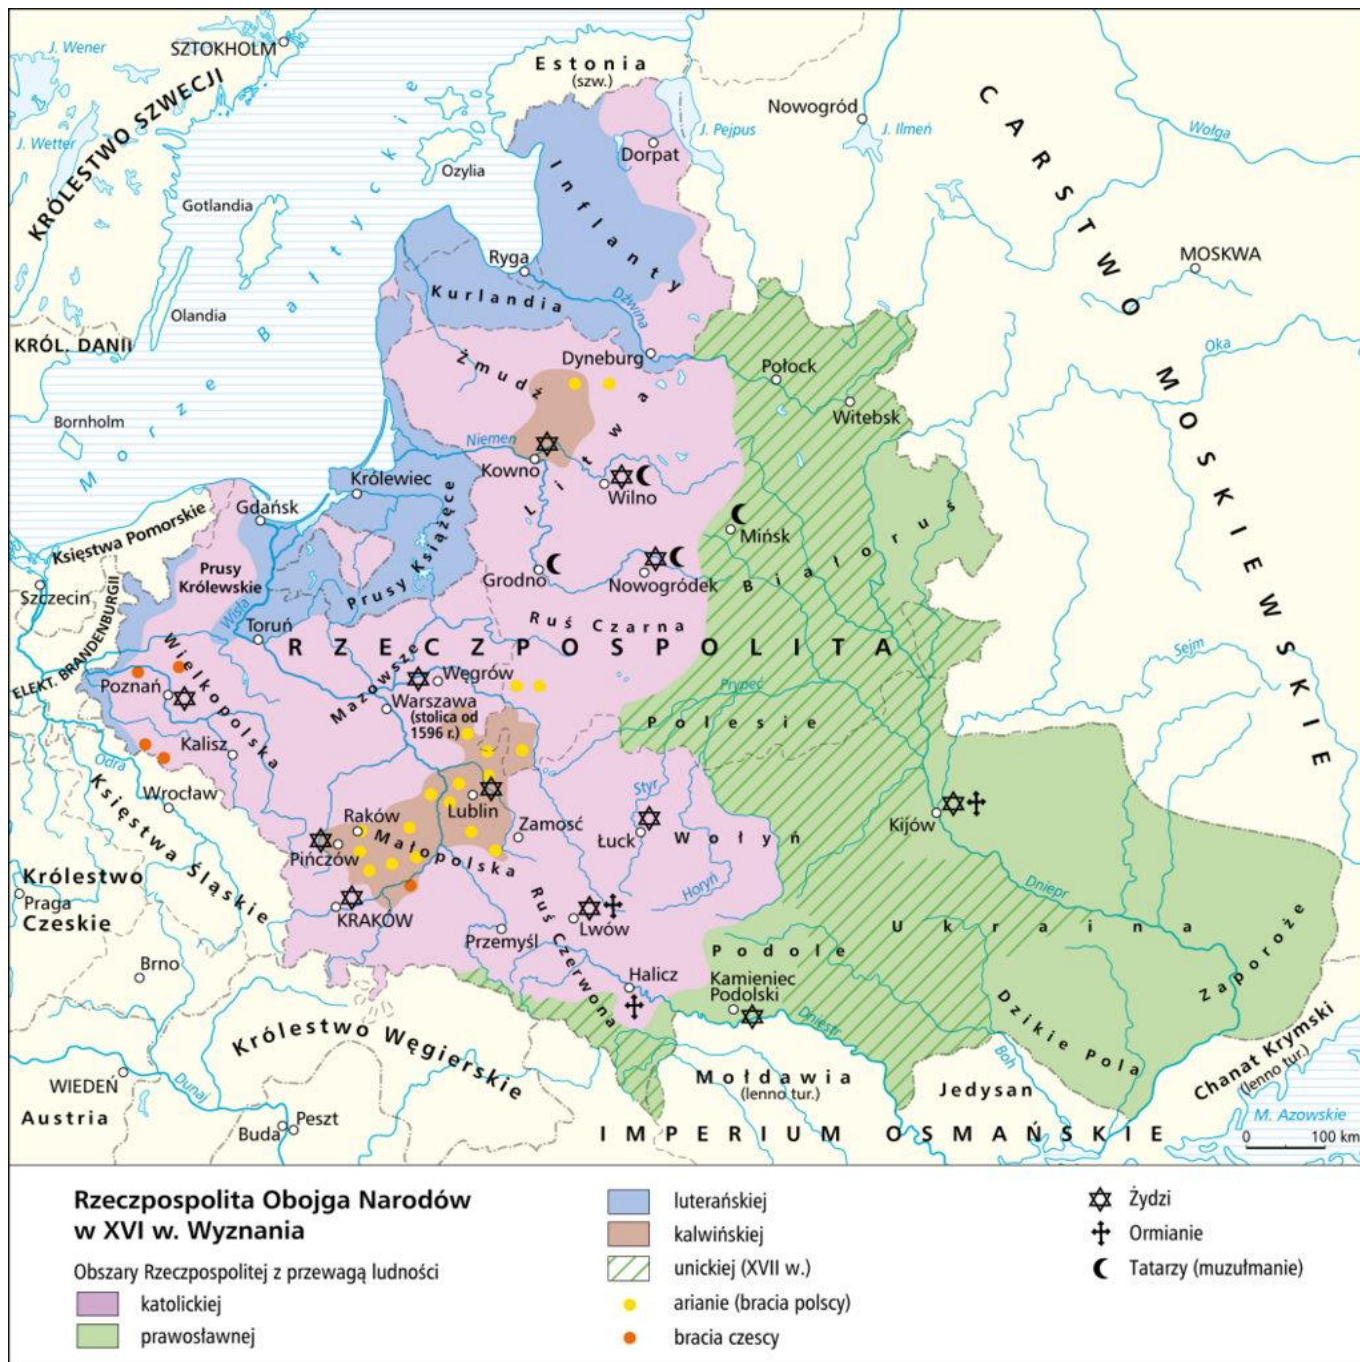 SZTOKHOLM
J. Wener
KRÓLESTWO SZWECJI
J. Wetter
Estonia
(szw.)
Nowogród
J. Pejpus
J. Ilmeń
Wołga
CARSTWO MOSKIEWSKIE
Dorpat
Ozylia
Gotlandia
Inflanty
Morze Bałtyckie
MOSKWA
Ryga
Kurlandia
Dźwina
Olandia
KRÓL. DANII
Oka
Żmudź
Dyneburg
Połock
Witebsk
Bornholm
Niemen
Kowno
Litwa
Wilno
Królewiec
Gdańsk
Księstwa Pomorskie
Prusy Książęce
Mińsk
Białoruś
Prusy
Królewskie
Grodno
Nowogródek
Szczecin
ELEKT. BRANDENBURGII
Wisła
Toruń
Ruś Czarna
RZECZPOSPOLITA
Sejm
Wielkopolska
Mazowsze
Węgrów
Poznań
Warszawa
(stolica od
1596 r.)
Prypeć
Polesie
Kalisz
Odra
Wrocław
Księstwa Śląskie
Styr
Lublin
Raków
Zamość
Pińczów
Małopolska
Łuck
Wołyń
Kijów
Królestwo
Praga
Czeskie
Horyń
Dniepr
KRAKÓW
Ruś Czerwona
Lwów
Ukraina
Przemyśl
Brno
Podole
Zaporoże
Halicz
Kamieniec
Podolski
Dniestr
Dzikie Pola
Boh
Królestwo Węgierskie
Chanat Krymski
(lenno tur.)
WIEDEŃ
Dunaj
Austria
Mołdawia
(lenno tur.)
Jedysan
Buda
Peszt
M. Azowskie
IMPERIUM OSMAŃSKIE
0 100 km
Rzeczpospolita Obojga Narodów
w XVI w. Wyznania
Obszary Rzeczpospolitej z przewagą ludności
katolickiej
prawosławnej
luterańskiej
kalwińskiej
unickiej (XVII w.)
arianie (bracia polscy)
bracia czescy
Żydzi
Ormianie
Tatarzy (muzułmanie)